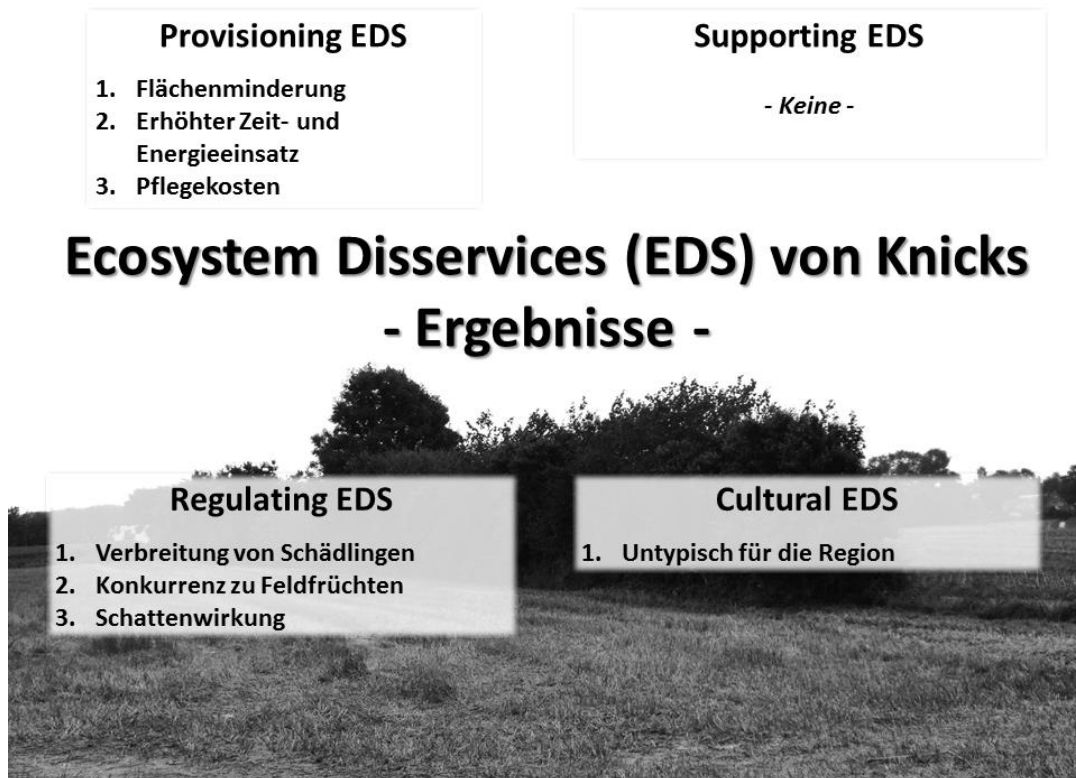 Provisioning EDS
1. Flächenminderung
2. Erhöhter Zeit- und
Energieeinsatz
3. Pflegekosten
Supporting EDS
- Keine -
Ecosystem Disservices (EDS) von Knicks
- Ergebnisse -
Regulating EDS
1. Verbreitung von Schädlingen
2. Konkurrenz zu Feldfrüchten
3. Schattenwirkung
Cultural EDS
1. Untypisch für die Region